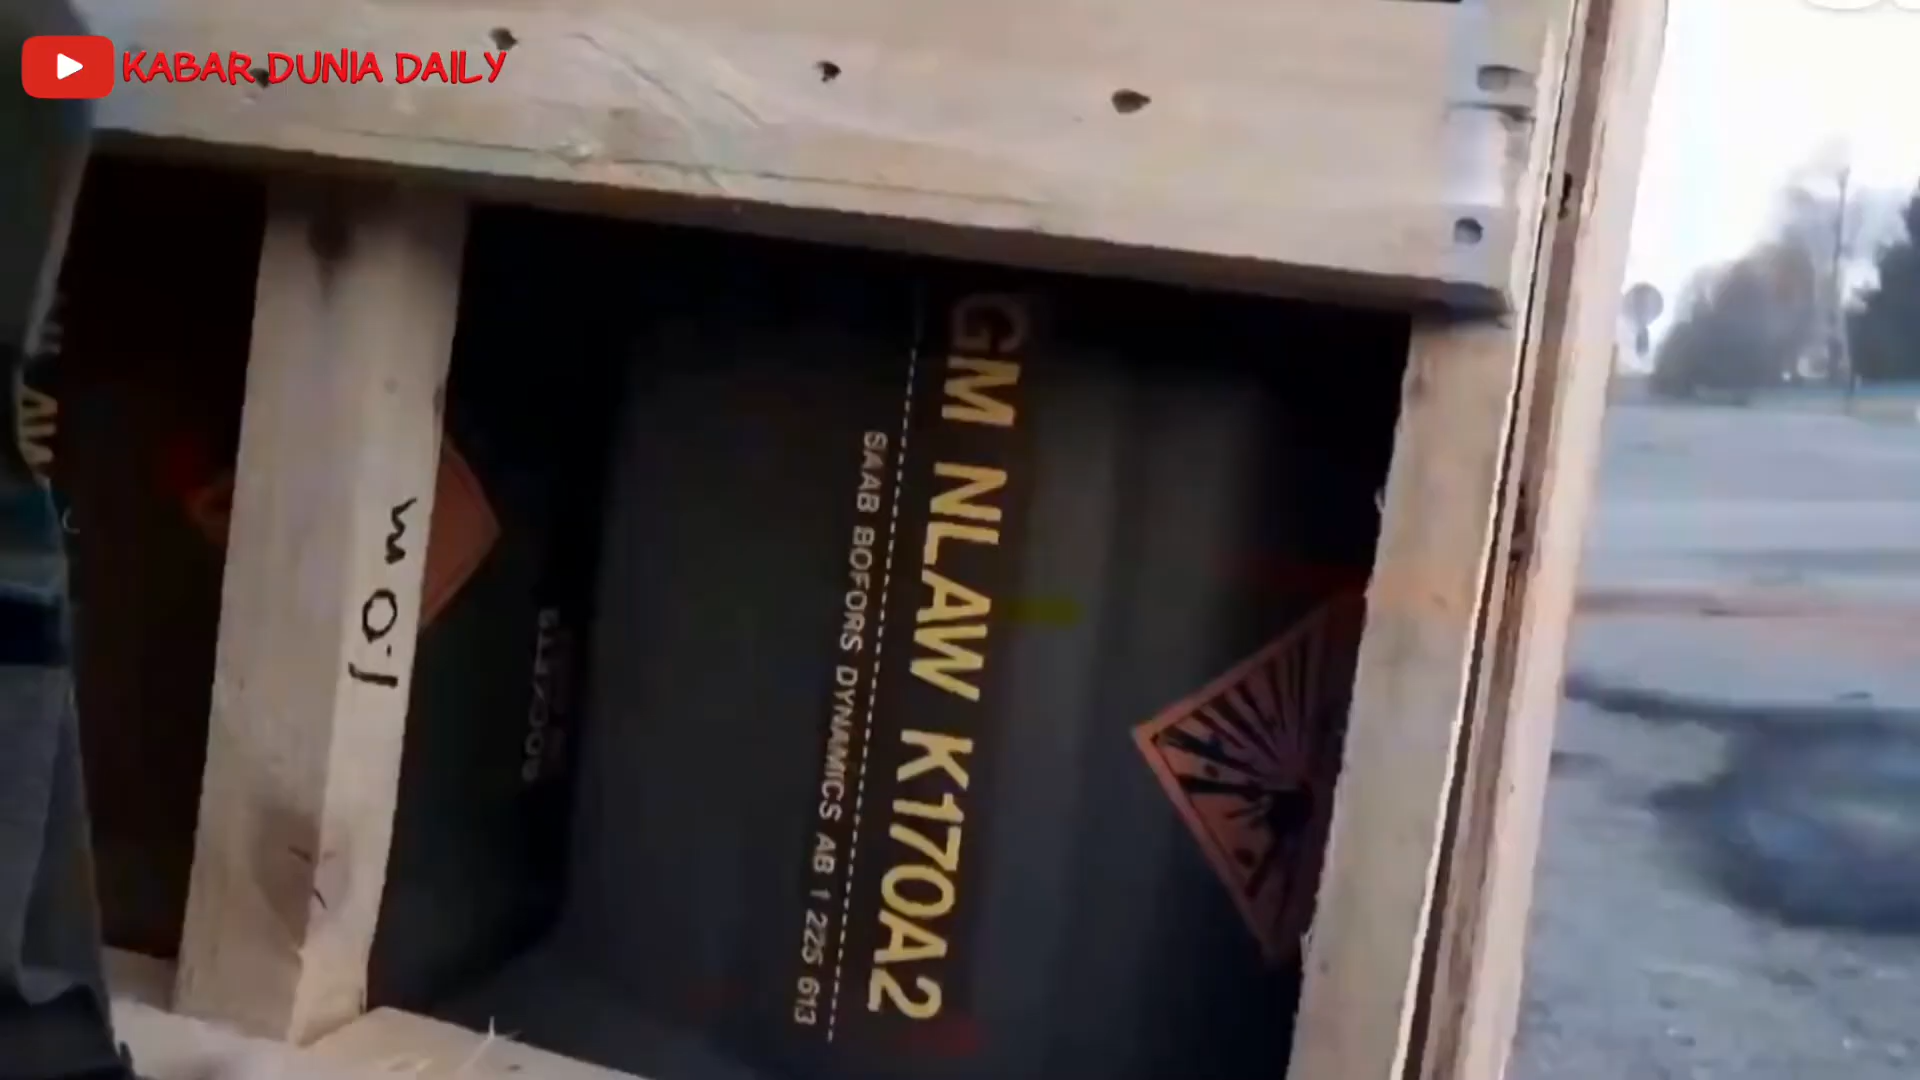 KABAR DUNIA DAILY
GM NLAW K170A2
SAAB BOFORS DYNAMICS AB 1 225 613